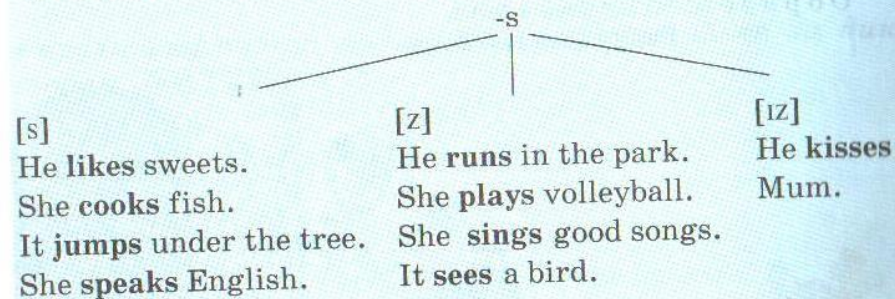 -s
[s]
He likes sweets.
She cooks fish.
It jumps under the tree.
She speaks English.
[z]
He runs in the park.
She plays volleyball.
She sings good songs.
It sees a bird.
[ɪz]
He kisses
Mum.